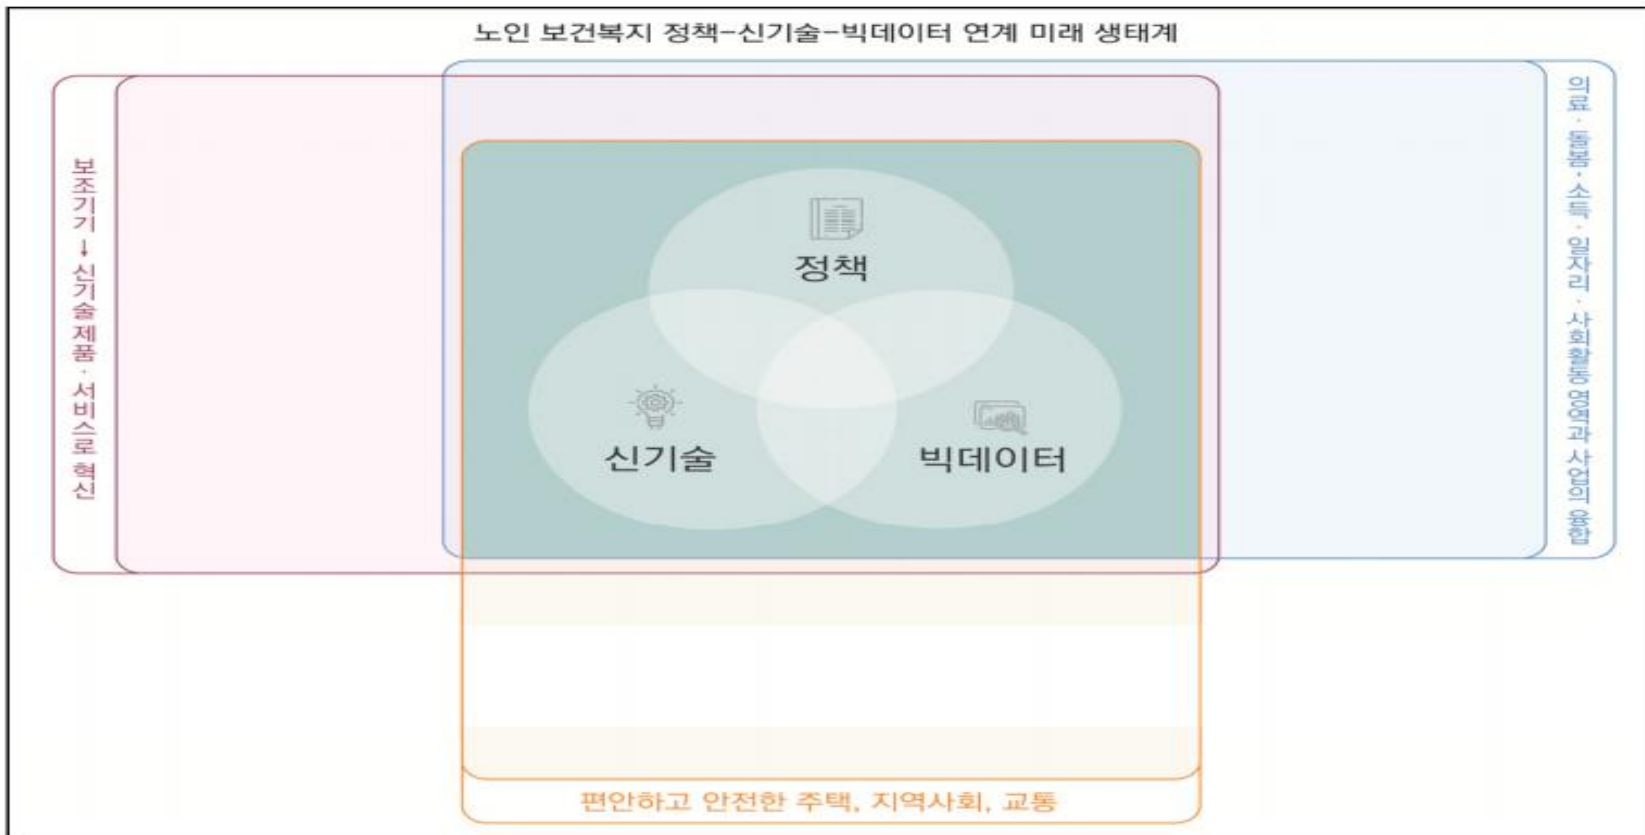 노인 보건복지 정책-신기술-빅데이터 연계 미래 생태계
보조기기→신기술 제품·서비스로 혁신
정책
신기술
빅데이터
의료·돌봄·소득·일자리·사회활동 영역과 사업의 융합
편안하고 안전한 주택, 지역사회, 교통